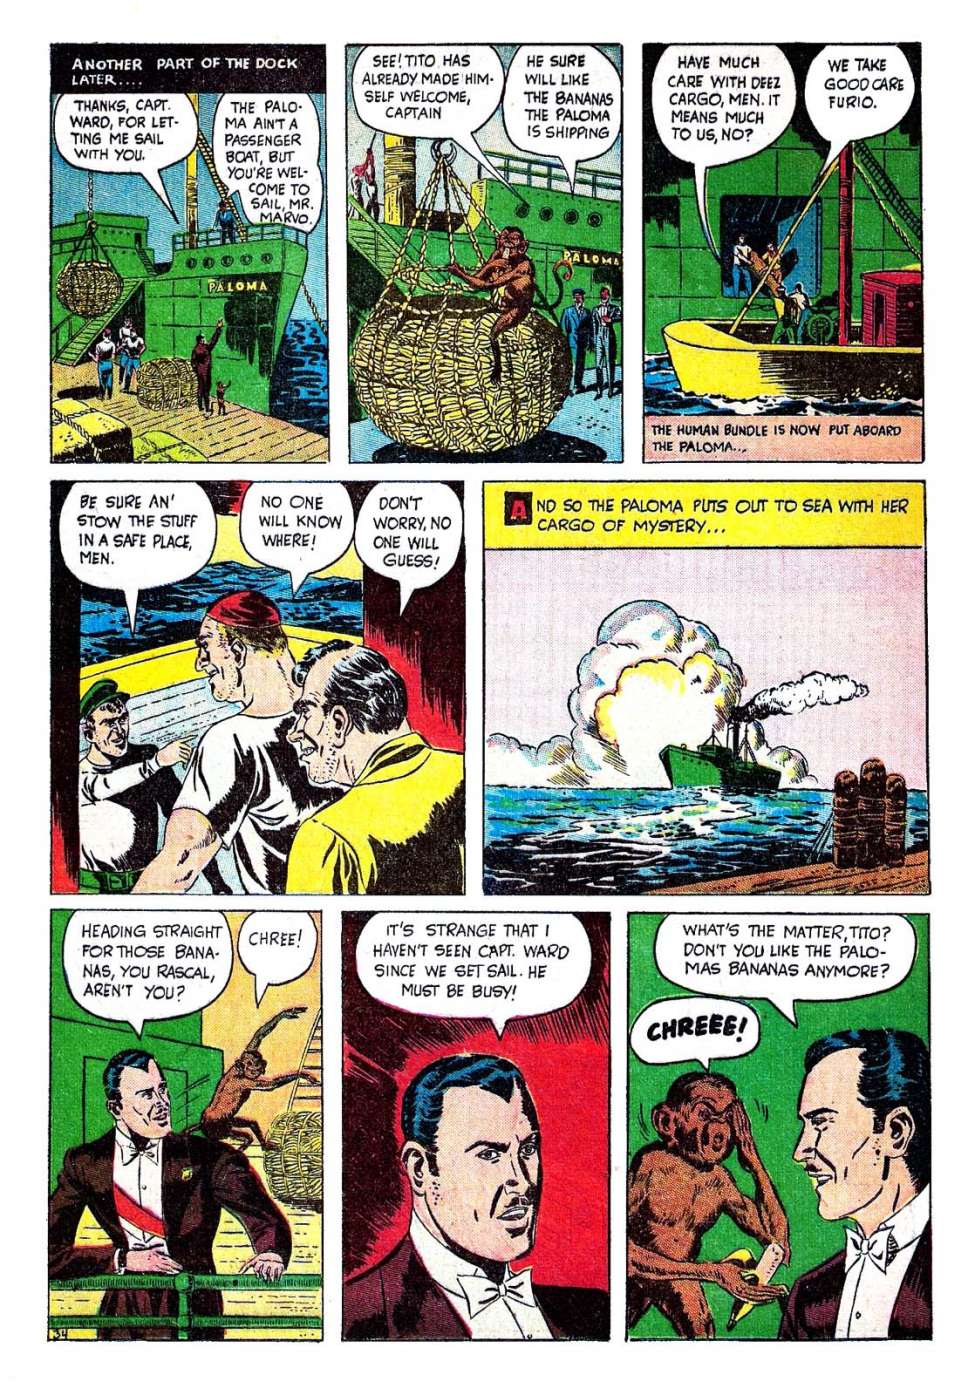 ANOTHER PART OF THE DOCK
LATER....
THANKS, CAPT.
WARD, FOR LET-
TING ME SAIL
WITH YOU.
THE PALO-
MA AIN'T A
PASSENGER
BOAT, BUT
YOU'RE WEL-
COME TO
SAIL, MR.
MARVO.
PALOMA
SEE! TITO HAS
ALREADY MADE HIM-
SELF WELCOME,
CAPTAIN
HE SURE
WILL LIKE
THE BANANAS
THE PALOMA
IS SHIPPING
PALOMA
HAVE MUCH
CARE WITH DEEZ
CARGO, MEN. IT
MEANS MUCH
TO US, NO?
WE TAKE
GOOD CARE
FURIO.
THE HUMAN BUNDLE IS NOW PUT ABOARD
THE PALOMA...
BE SURE AN'
STOW THE STUFF
IN A SAFE PLACE,
MEN.
NO ONE
WILL KNOW
WHERE!
DON'T
WORRY, NO
ONE WILL
GUESS!
AND SO THE PALOMA PUTS OUT TO SEA WITH HER
CARGO OF MYSTERY...
HEADING STRAIGHT
FOR THOSE BANA-
NAS, YOU RASCAL,
AREN'T YOU?
CHREE!
IT'S STRANGE THAT I
HAVEN'T SEEN CAPT. WARD
SINCE WE SET SAIL. HE
MUST BE BUSY!
WHAT'S THE MATTER, TITO?
DON'T YOU LIKE THE PALO-
MAS BANANAS ANYMORE?
CHREEE!
34